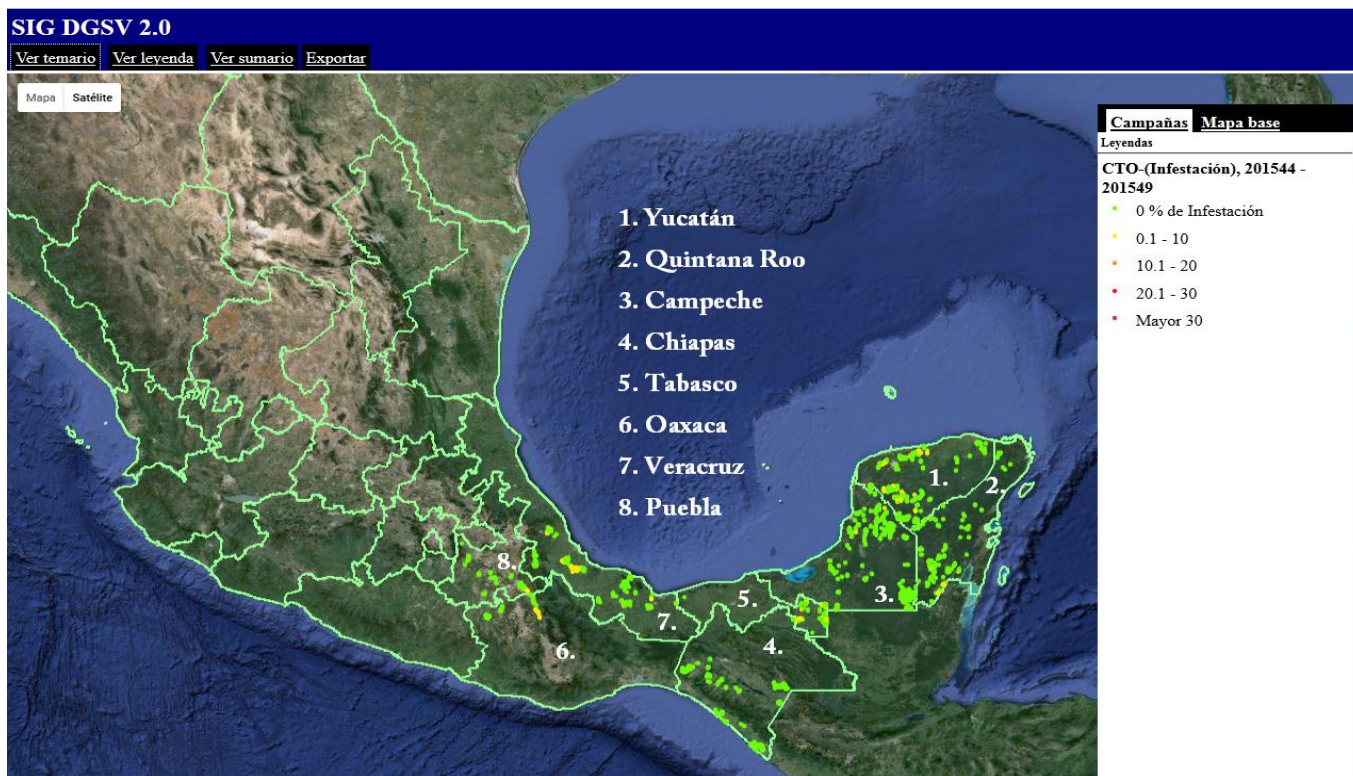 SIG DGSV 2.0
Ver temario Ver leyenda Ver sumario Exportar
Mapa Satélite
Campañas Mapa base
Leyendas
CTO-(Infestación), 201544 -
201549
0 % de Infestación
0.1 - 10
10.1 - 20
20.1 - 30
Mayor 30
1. Yucatán
2. Quintana Roo
3. Campeche
4. Chiapas
5. Tabasco
6. Oaxaca
7. Veracruz
8. Puebla
1.
2.
3.
4.
5.
6.
7.
8.